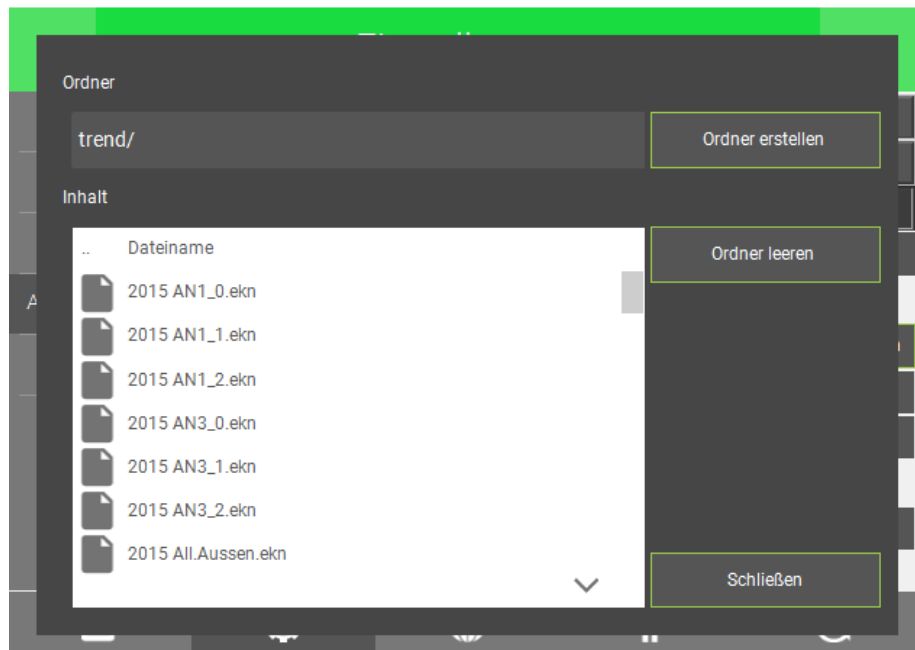 Ordner
trend/
Ordner erstellen
Inhalt
.. Dateiname
Ordner leeren
2015 AN1_0.ekn
2015 AN1_1.ekn
2015 AN1_2.ekn
2015 AN3_0.ekn
2015 AN3_1.ekn
2015 AN3_2.ekn
2015 All.Aussen.ekn
Schließen